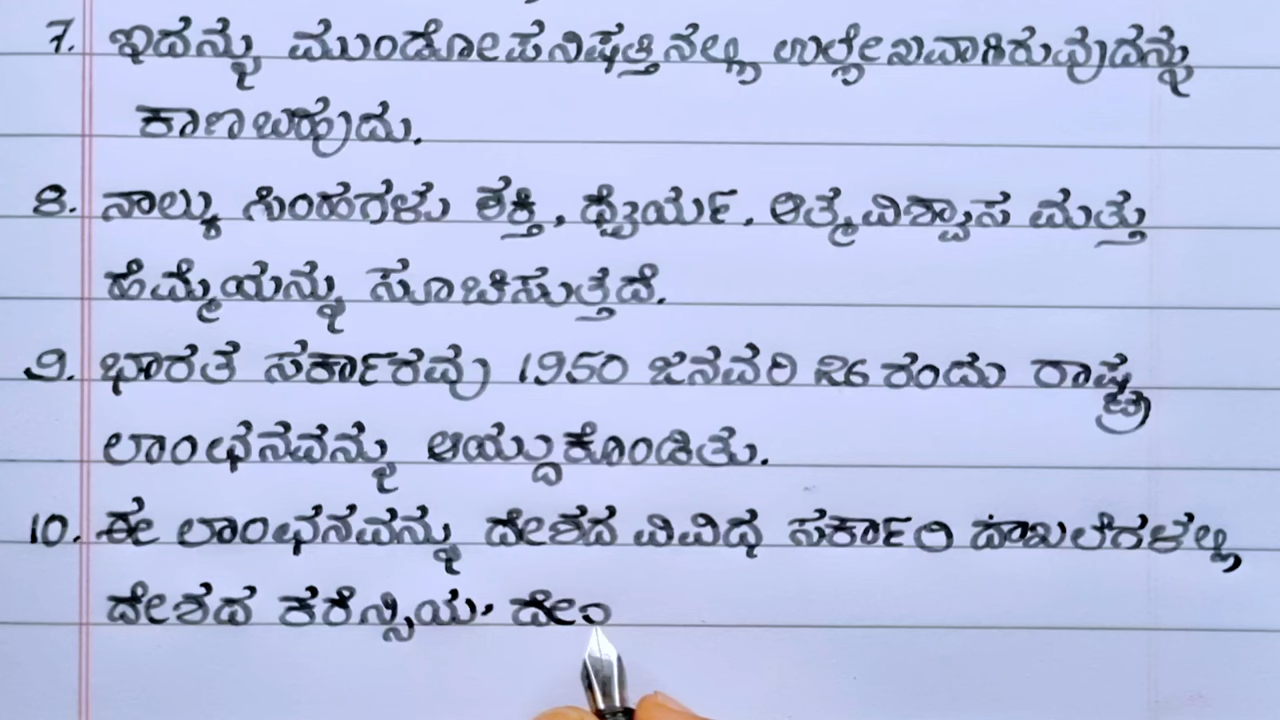 7. ಇದನ್ನು ಮುಂಡೋಪನಿಷತ್ತಿನಲ್ಲಿ ಉಲ್ಲೇಖವಾಗಿರುವುದನ್ನು
ಕಾಣಬಹುದು.
8. ನಾಲ್ಕು ಸಿಂಹಗಳು ಶಕ್ತಿ, ಧೈರ್ಯ, ಆತ್ಮವಿಶ್ವಾಸ ಮತ್ತು
ಹೆಮ್ಮೆಯನ್ನು ಸೂಚಿಸುತ್ತದೆ.
9. ಭಾರತ ಸರ್ಕಾರವು 1950 ಜನವರಿ 26 ರಂದು ರಾಷ್ಟ್ರ
ಲಾಂಛನವನ್ನು ಆಯ್ದುಕೊಂಡಿತು.
10. ಈ ಲಾಂಛನವನ್ನು ದೇಶದ ವಿವಿಧ ಸರ್ಕಾರಿ ದಾಖಲೆಗಳಲ್ಲಿ
ದೇಶದ ಕರೆನ್ಸಿಯ